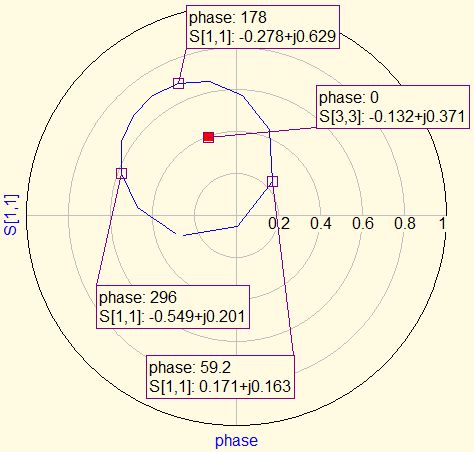 phase: 178
S[1,1]: -0.278+j0.629
phase: 0
S[3,3]: -0.132+j0.371
S[1,1]
0.2 0.4 0.6 0.8 1
phase: 296
S[1,1]: -0.549+j0.201
phase: 59.2
S[1,1]: 0.171+j0.163
phase